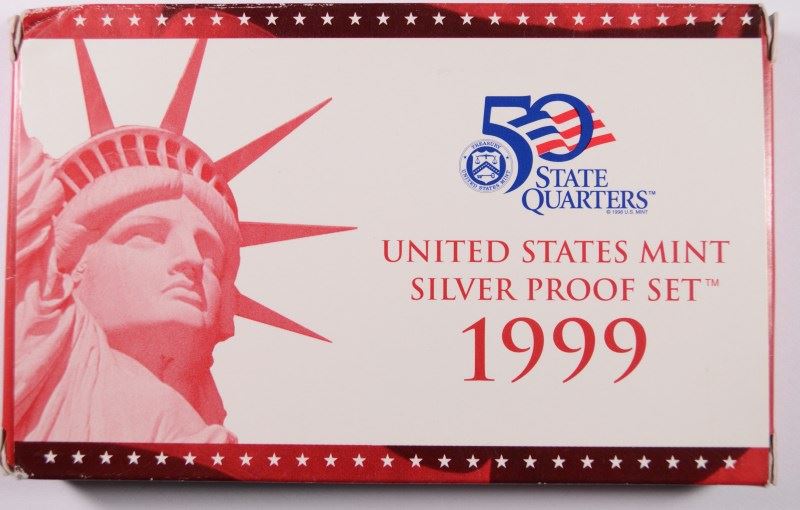 50
TREASURY
UNITED STATES MINT
STATE
QUARTERS™
© 1998 U.S. MINT
UNITED STATES MINT
SILVER PROOF SET™
1999